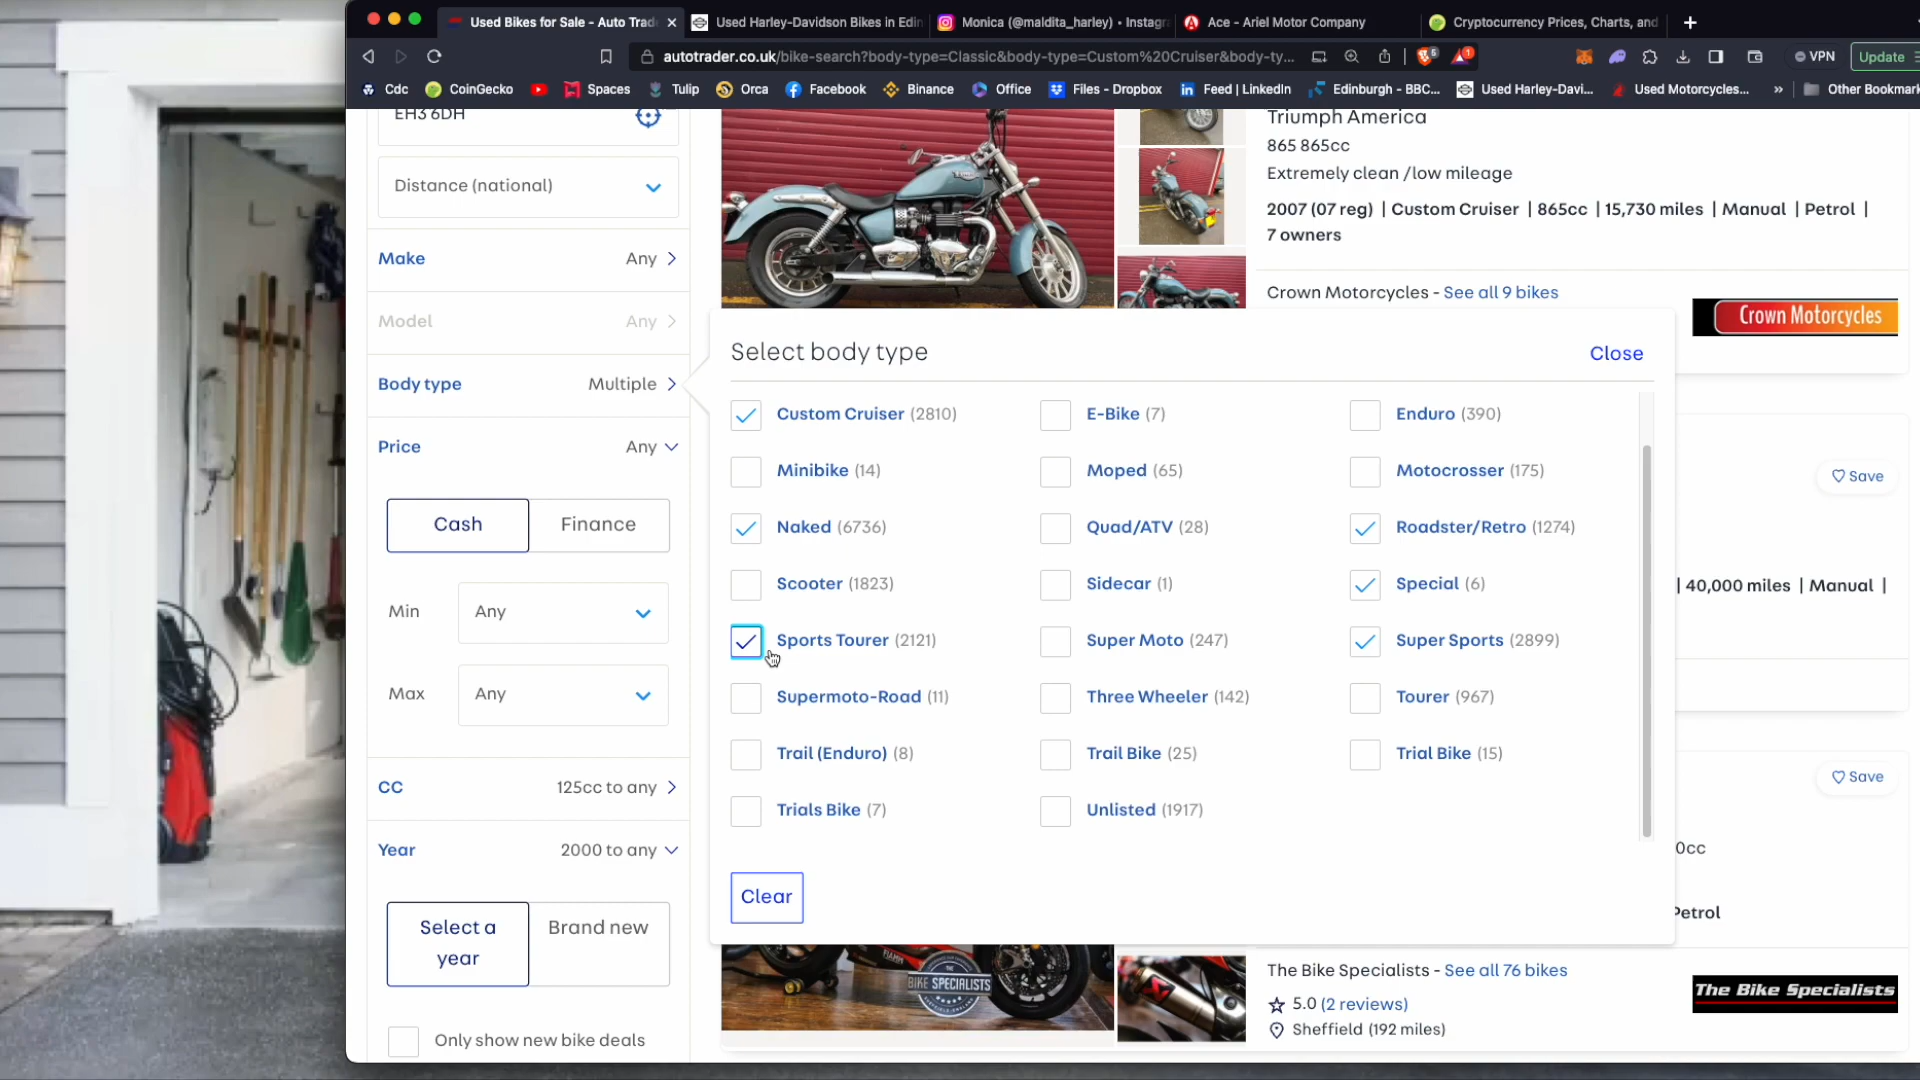 Used Bikes for Sale - Auto Trad
Used Harley-Davidson Bikes in Edin
Monica (@maldita_harley) • Instagra
Ace - Ariel Motor Company
Cryptocurrency Prices, Charts, and
autotrader.co.uk/bike-search?body-type=Classic&body-type=Custom%20Cruiser&body-ty...
5
1
VPN
Update
Cdc
CoinGecko
Spaces
Tulip
Orca
Facebook
Binance
Office
Files - Dropbox
Feed | LinkedIn
Edinburgh - BBC...
Used Harley-Davi...
Used Motorcycles...
»
Other Bookmark
EH3 6DH
Distance (national)
Make Any
Model Any
Body type Multiple
Price Any
Cash Finance
Min Any
Max Any
CC 125cc to any
Year 2000 to any
Select a
year
Brand new
Only show new bike deals
Triumph America
865 865cc
Extremely clean /low mileage
2007 (07 reg) | Custom Cruiser | 865cc | 15,730 miles | Manual | Petrol |
7 owners
Crown Motorcycles - See all 9 bikes
Crown Motorcycles
Select body type
Close
Custom Cruiser (2810)
E-Bike (7)
Enduro (390)
Minibike (14)
Moped (65)
Motocrosser (175)
Naked (6736)
Quad/ATV (28)
Roadster/Retro (1274)
Scooter (1823)
Sidecar (1)
Special (6)
Sports Tourer (2121)
Super Moto (247)
Super Sports (2899)
Supermoto-Road (11)
Three Wheeler (142)
Tourer (967)
Trail (Enduro) (8)
Trail Bike (25)
Trial Bike (15)
Trials Bike (7)
Unlisted (1917)
Clear
Save
| 40,000 miles | Manual |
Save
0cc
Petrol
BIKE SPECIALISTS
The Bike Specialists - See all 76 bikes
5.0 (2 reviews)
Sheffield (192 miles)
The Bike Specialists